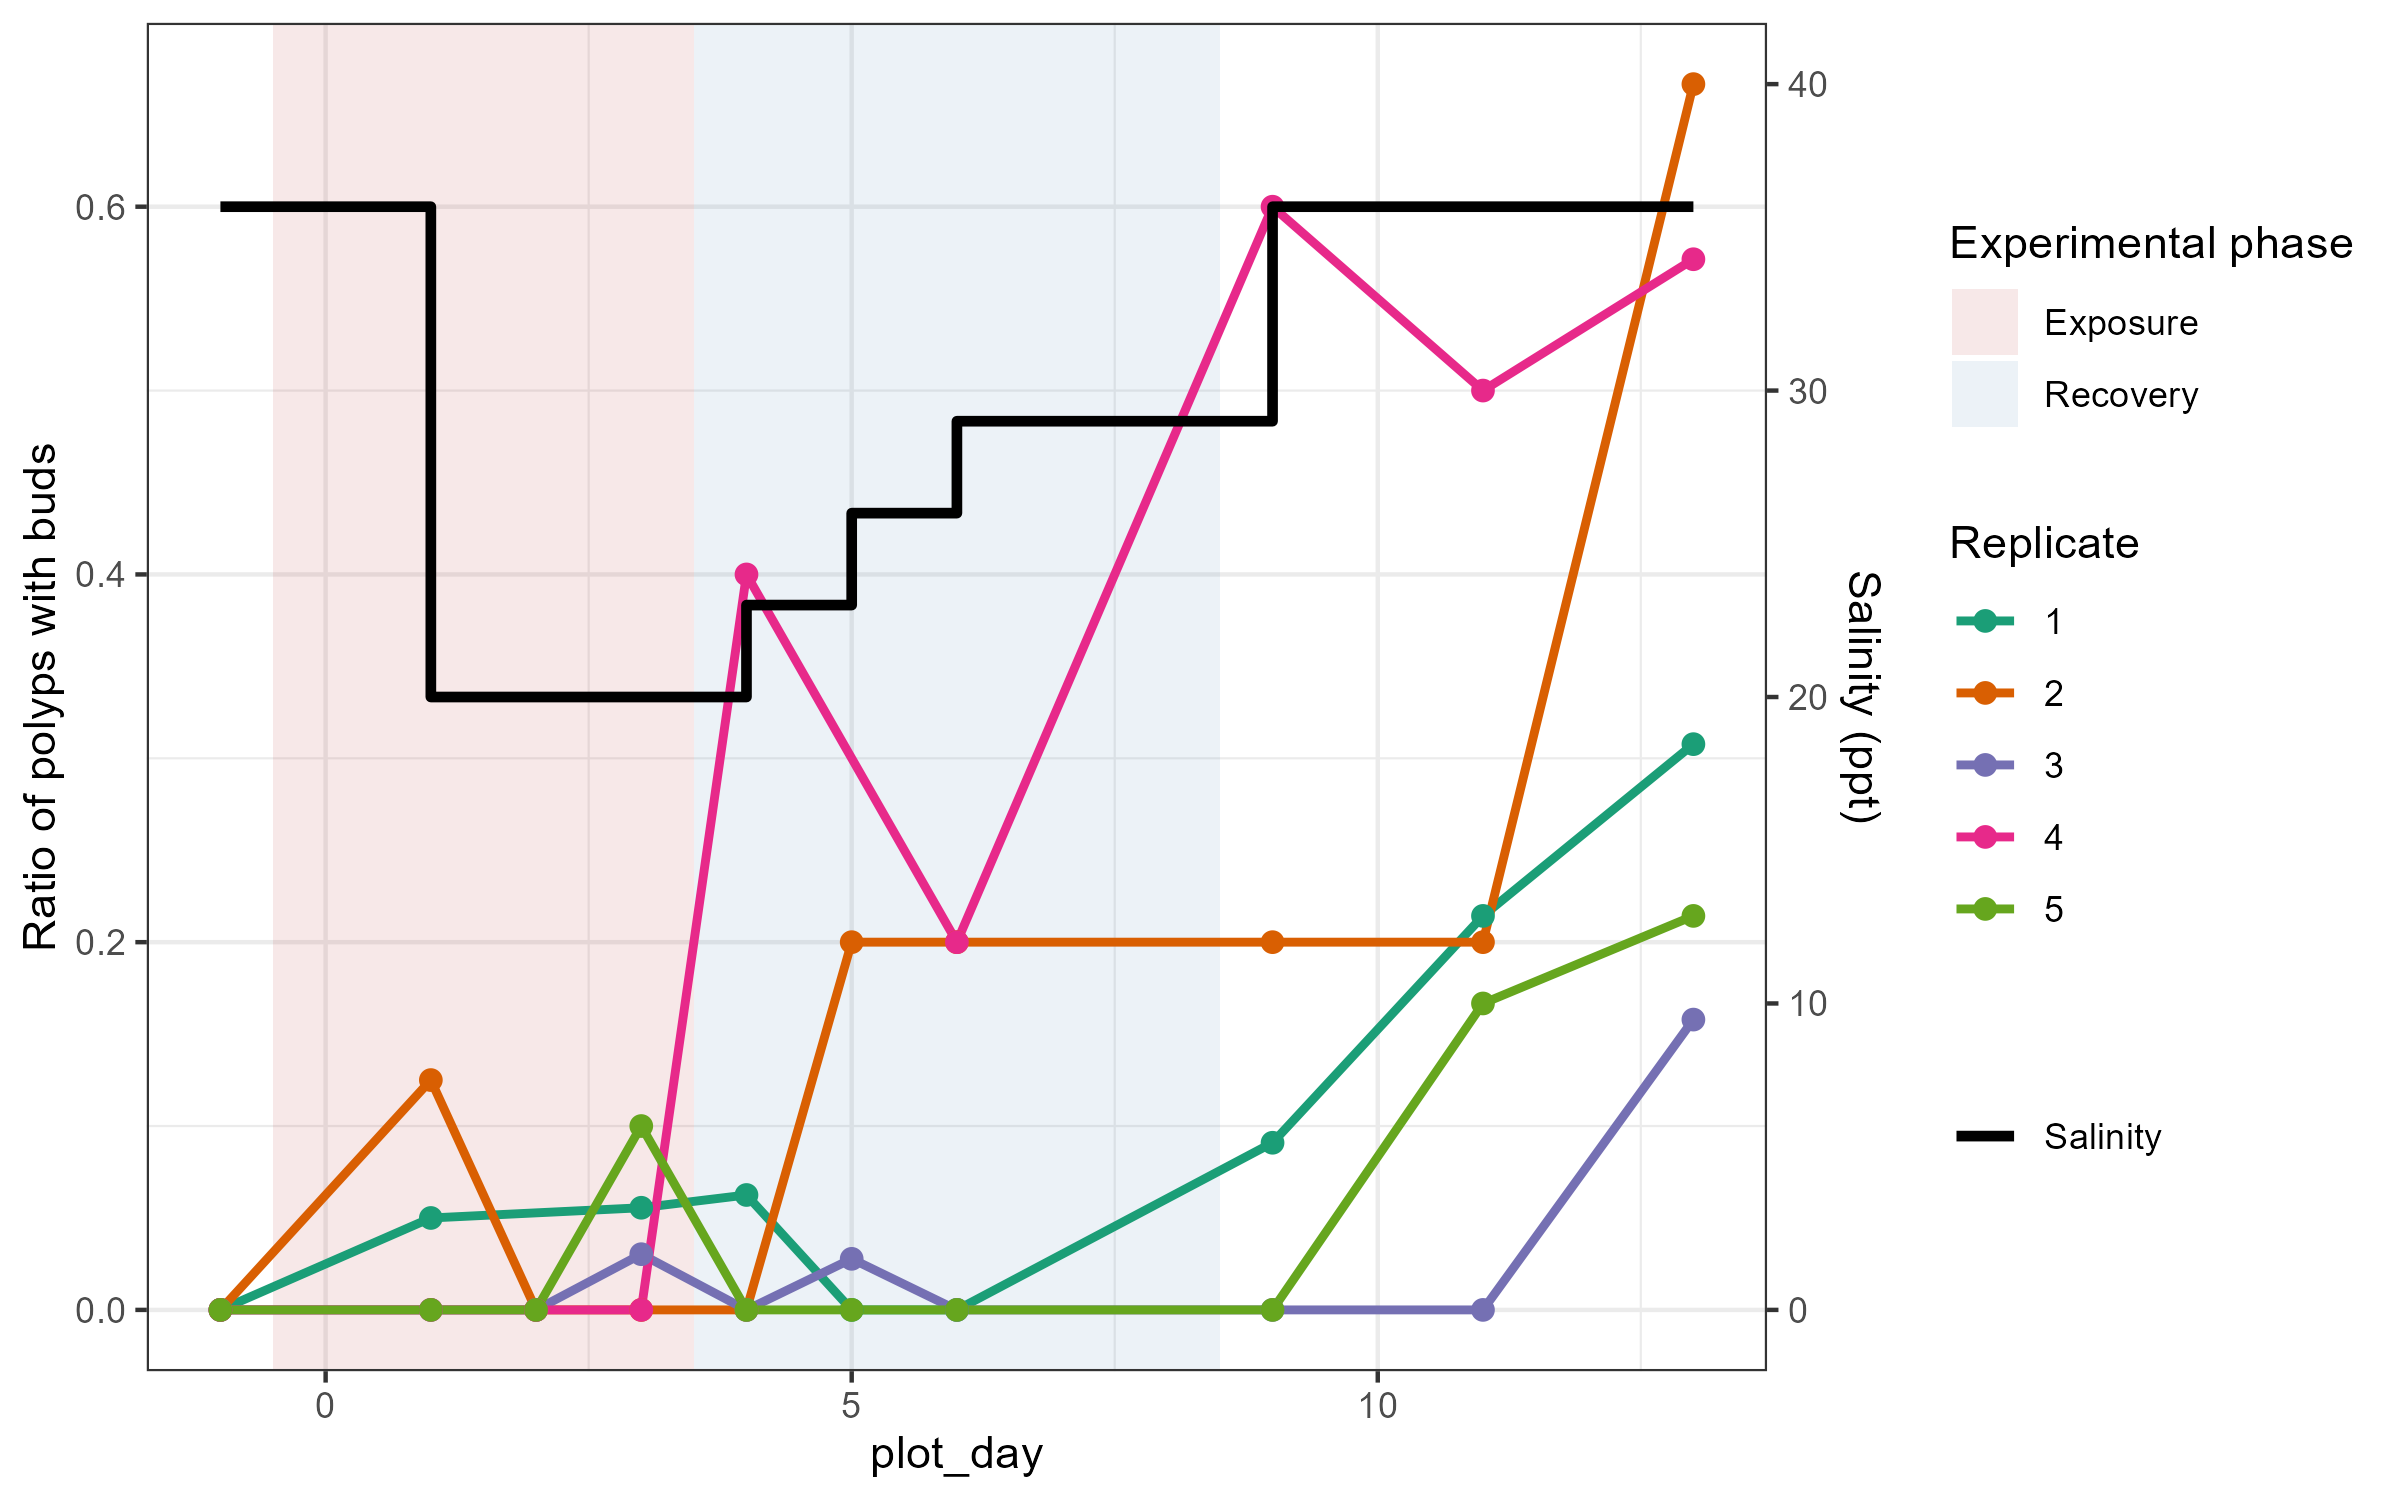 Ratio of polyps with buds
0.6
0.4
0.2
0.0
0
5
10
plot_day
40
30
20
10
0
Salinity (ppt)
Experimental phase
Exposure
Recovery
Replicate
1
2
3
4
5
Salinity